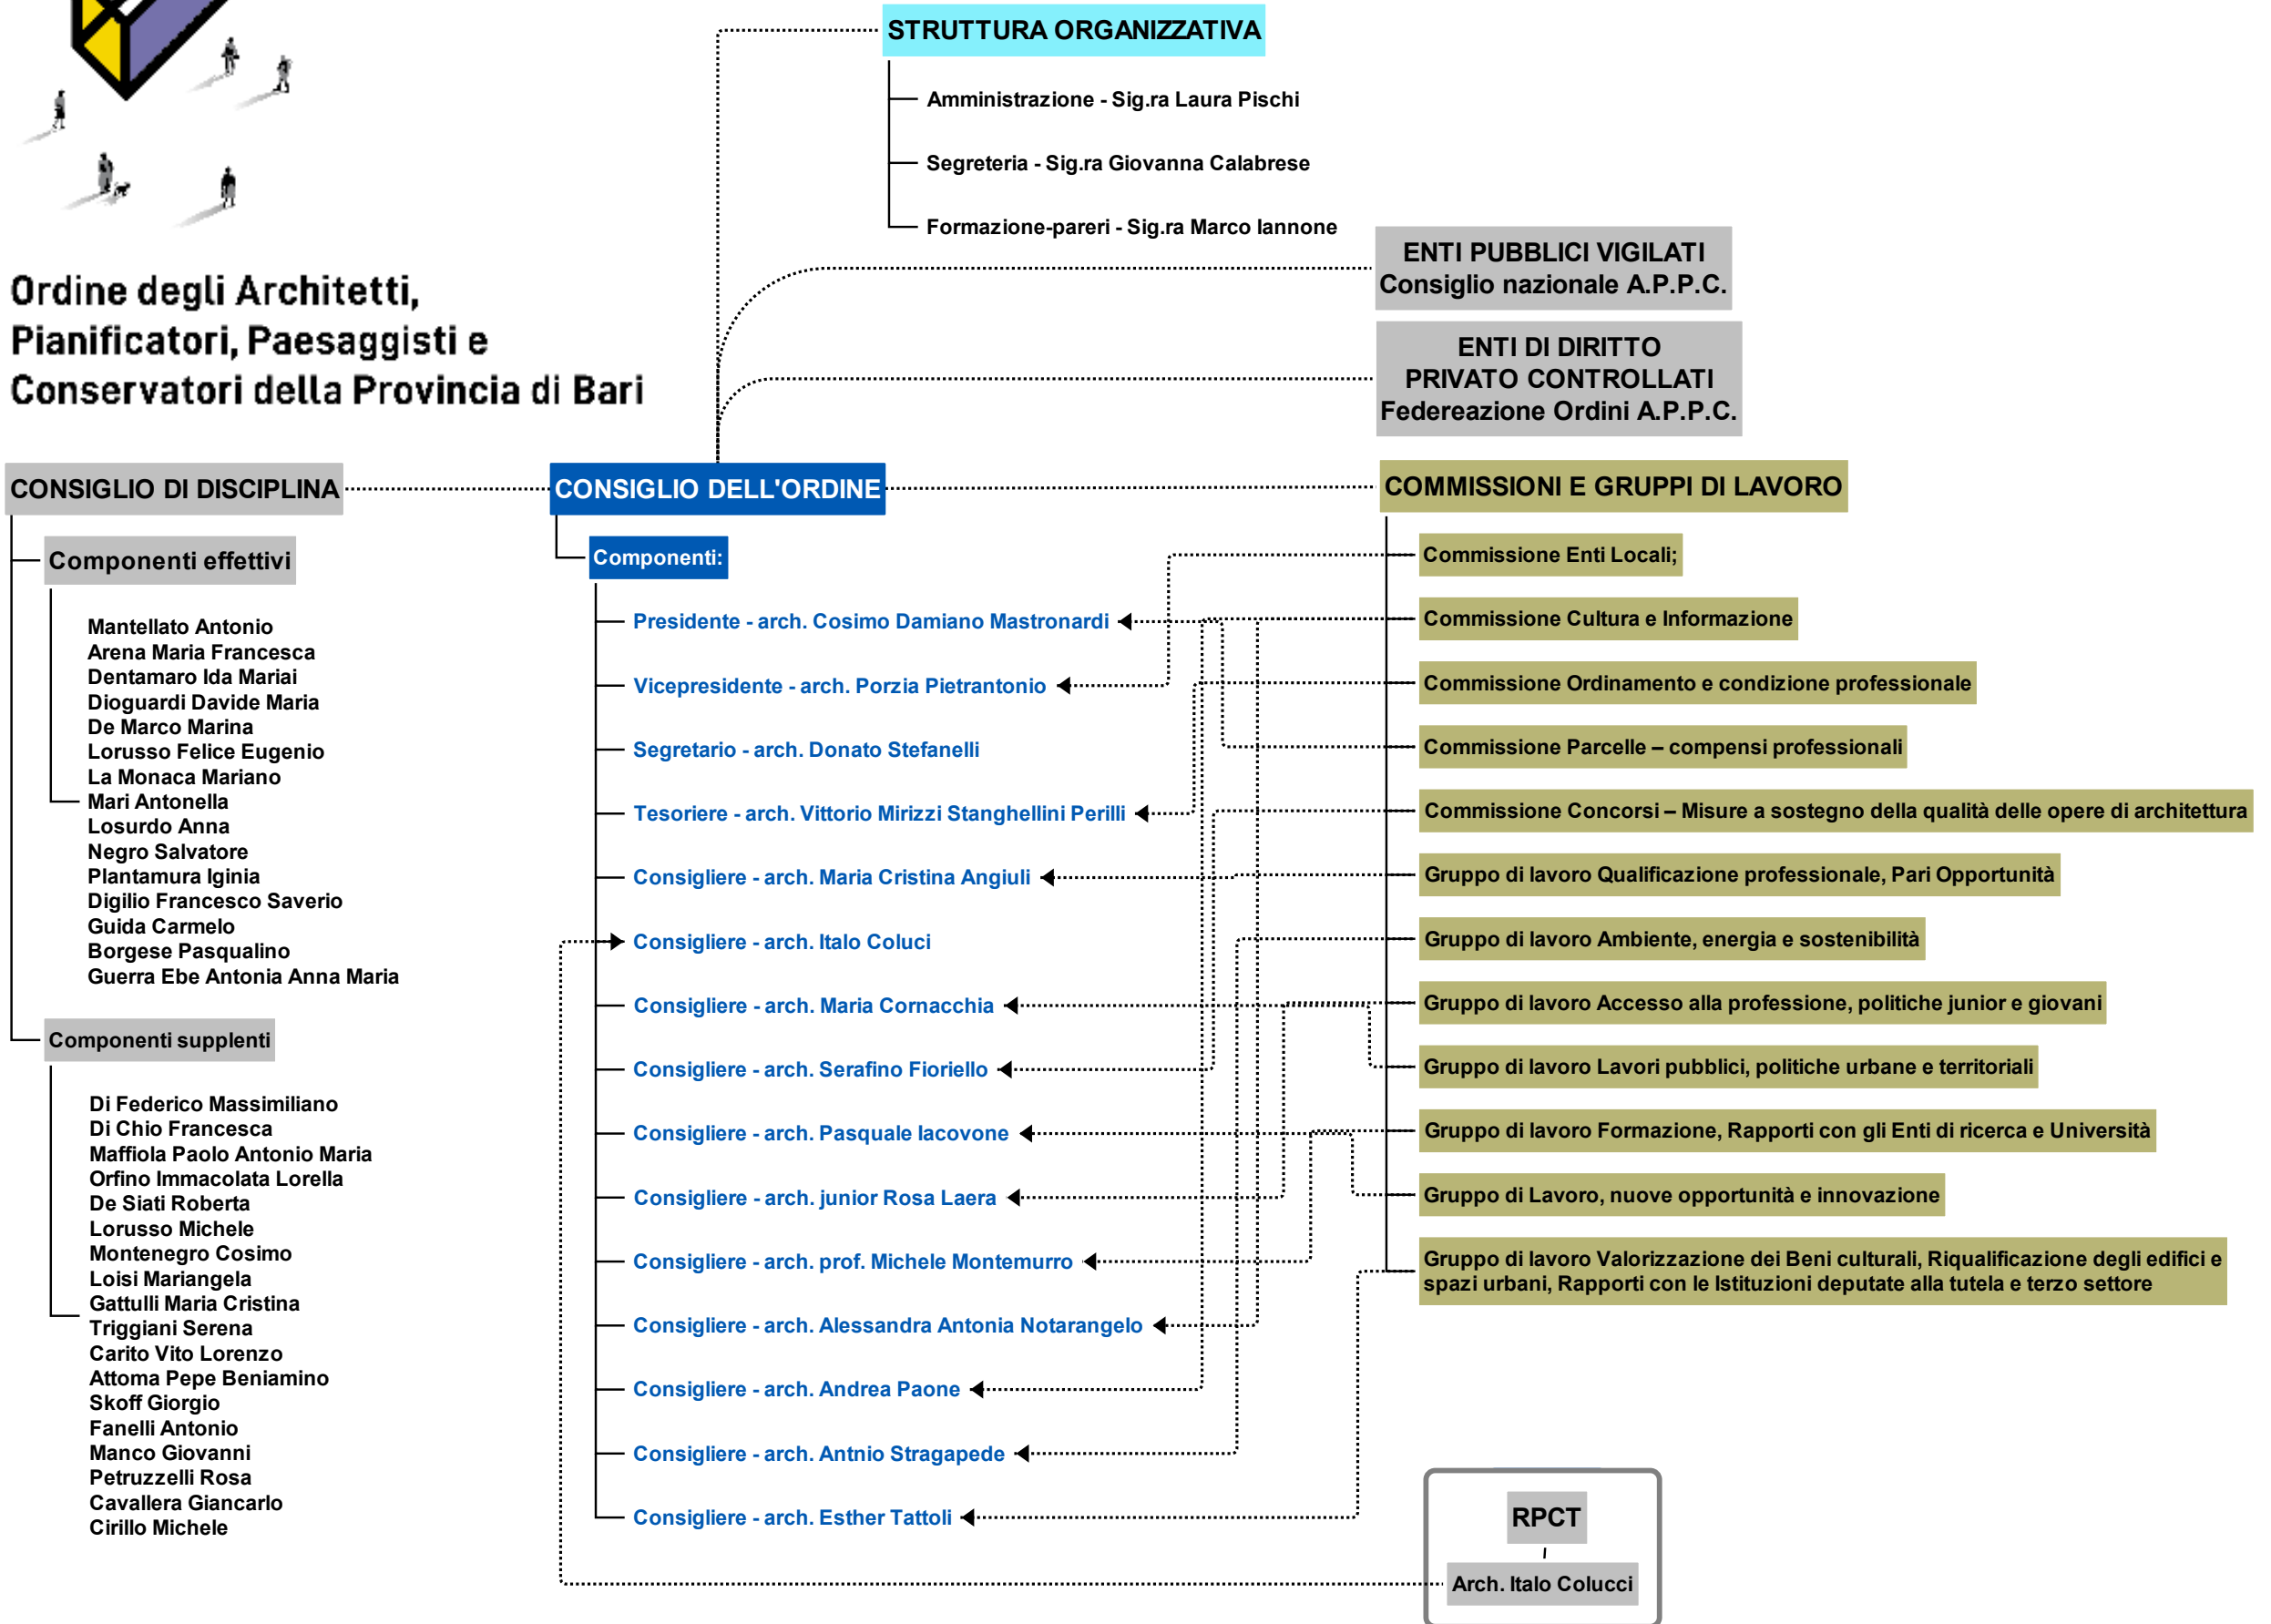 STRUTTURA ORGANIZZATIVA
Amministrazione - Sig.ra Laura Pischi
Segreteria - Sig.ra Giovanna Calabrese
Formazione-pareri - Sig.ra Marco Iannone
ENTI PUBBLICI VIGILATI
Consiglio nazionale A.P.P.C.
ENTI DI DIRITTO
PRIVATO CONTROLLATI
Federeazione Ordini A.P.P.C.
Ordine degli Architetti,
Pianificatori, Paesaggisti e
Conservatori della Provincia di Bari
CONSIGLIO DI DISCIPLINA
Componenti effettivi
Mantellato Antonio
Arena Maria Francesca
Dentamaro Ida Mariai
Dioguardi Davide Maria
De Marco Marina
Lorusso Felice Eugenio
La Monaca Mariano
Mari Antonella
Losurdo Anna
Negro Salvatore
Plantamura Iginia
Digilio Francesco Saverio
Guida Carmelo
Borgese Pasqualino
Guerra Ebe Antonia Anna Maria
Componenti supplenti
Di Federico Massimiliano
Di Chio Francesca
Maffiola Paolo Antonio Maria
Orfino Immacolata Lorella
De Siati Roberta
Lorusso Michele
Montenegro Cosimo
Loisi Mariangela
Gattulli Maria Cristina
Triggiani Serena
Carito Vito Lorenzo
Attoma Pepe Beniamino
Skoff Giorgio
Fanelli Antonio
Manco Giovanni
Petruzzelli Rosa
Cavallera Giancarlo
Cirillo Michele
CONSIGLIO DELL'ORDINE
Componenti:
Presidente - arch. Cosimo Damiano Mastronardi
Vicepresidente - arch. Porzia Pietrantonio
Segretario - arch. Donato Stefanelli
Tesoriere - arch. Vittorio Mirizzi Stanghellini Perilli
Consigliere - arch. Maria Cristina Angiuli
Consigliere - arch. Italo Coluci
Consigliere - arch. Maria Cornacchia
Consigliere - arch. Serafino Fioriello
Consigliere - arch. Pasquale Iacovone
Consigliere - arch. junior Rosa Laera
Consigliere - arch. prof. Michele Montemurro
Consigliere - arch. Alessandra Antonia Notarangelo
Consigliere - arch. Andrea Paone
Consigliere - arch. Antnio Stragapede
Consigliere - arch. Esther Tattoli
COMMISSIONI E GRUPPI DI LAVORO
Commissione Enti Locali;
Commissione Cultura e Informazione
Commissione Ordinamento e condizione professionale
Commissione Parcelle – compensi professionali
Commissione Concorsi – Misure a sostegno della qualità delle opere di architettura
Gruppo di lavoro Qualificazione professionale, Pari Opportunità
Gruppo di lavoro Ambiente, energia e sostenibilità
Gruppo di lavoro Accesso alla professione, politiche junior e giovani
Gruppo di lavoro Lavori pubblici, politiche urbane e territoriali
Gruppo di lavoro Formazione, Rapporti con gli Enti di ricerca e Università
Gruppo di Lavoro, nuove opportunità e innovazione
Gruppo di lavoro Valorizzazione dei Beni culturali, Riqualificazione degli edifici e
spazi urbani, Rapporti con le Istituzioni deputate alla tutela e terzo settore
RPCT
Arch. Italo Colucci